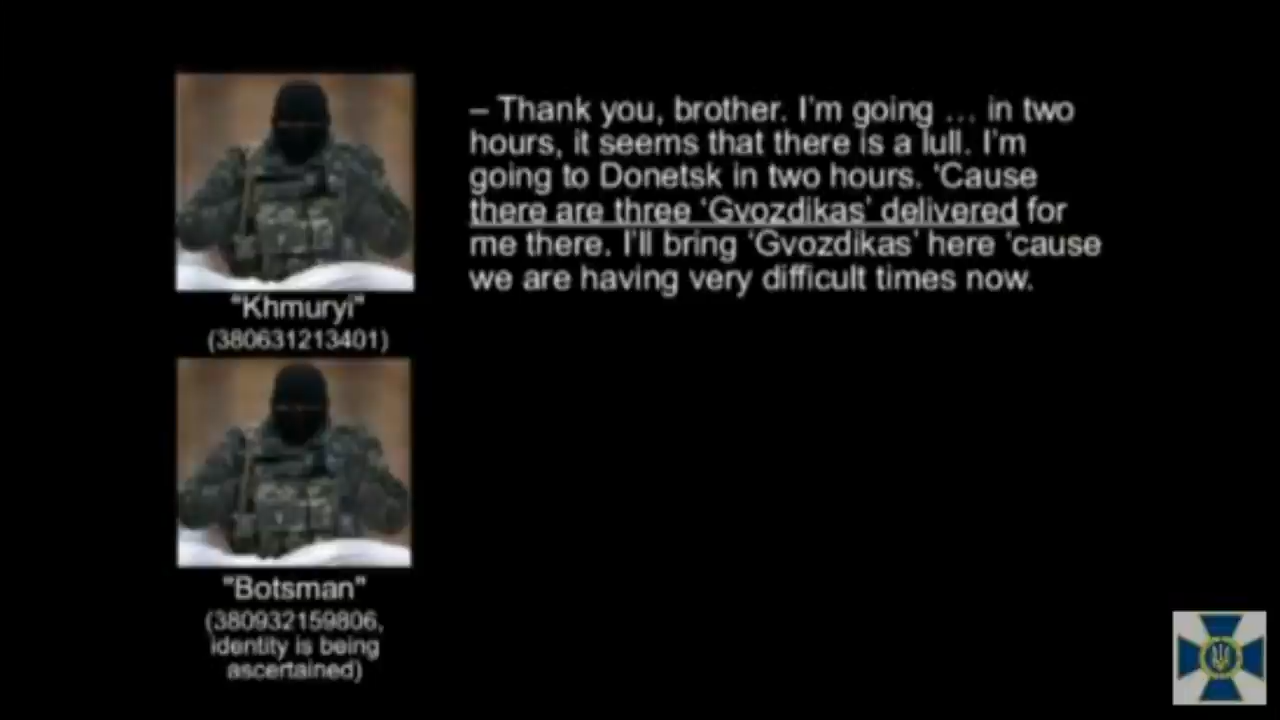 – Thank you, brother. I'm going … in two
hours, it seems that there is a lull. I'm
going to Donetsk in two hours. 'Cause
there are three 'Gvozdikas' delivered for
me there. I'll bring 'Gvozdikas' here 'cause
we are having very difficult times now.
"Khmuryi"
(380631213401)
"Botsman"
(380932159806,
identity is being
ascertained)